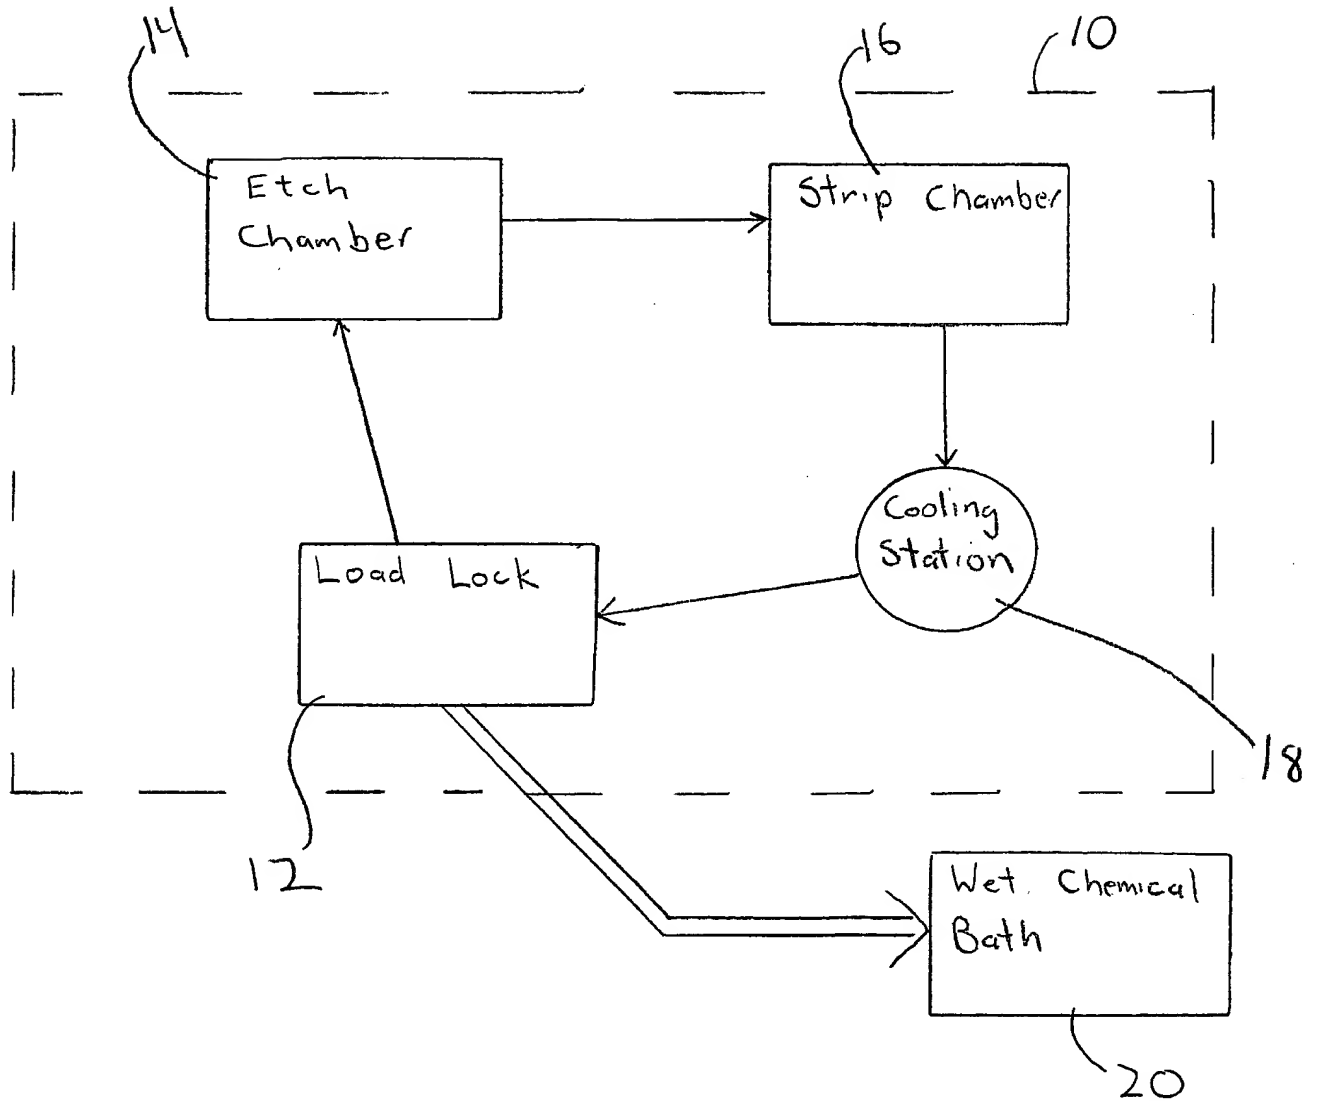 14
16
10
Etch
Chamber
Strip Chamber
Cooling
Station
Load Lock
18
12
Wet. Chemical
Bath
20